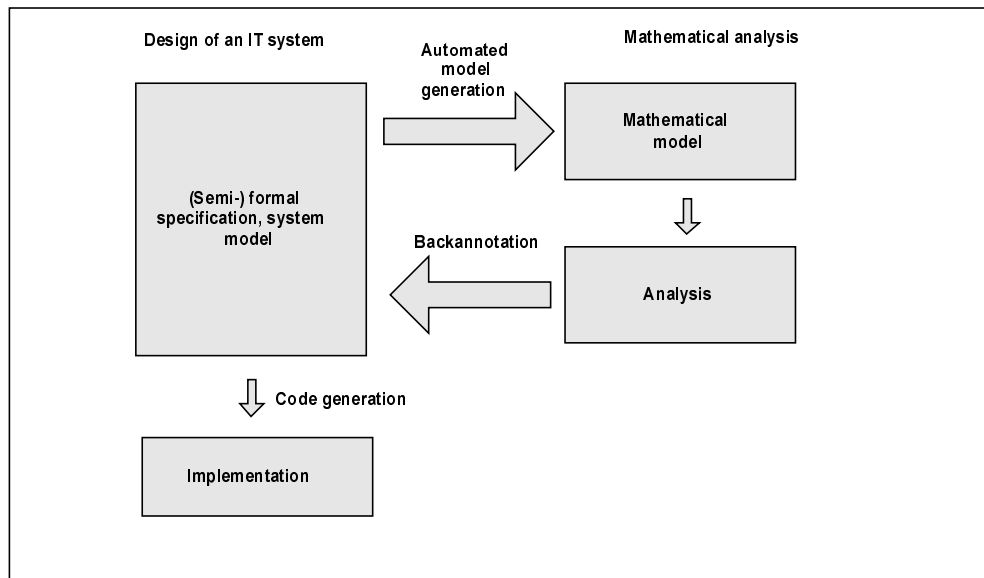 Design of an IT system
Automated
model
generation
Mathematical analysis
Mathematical
model
(Semi-) formal
specification, system
model
Backannotation
Analysis
Code generation
Implementation